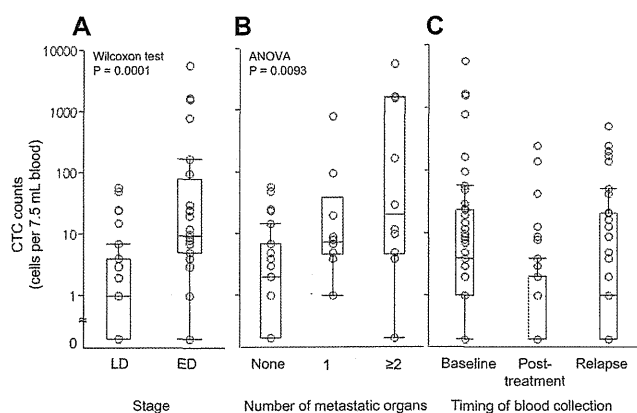 A
B
C
Wilcoxon test
P = 0.0001
ANOVA
P = 0.0093
CTC counts
(cells per 7.5 mL blood)
10000
1000
100
10
1
0
LD
ED
None
1
≥2
Baseline
Post-
treatment
Relapse
Stage
Number of metastatic organs
Timing of blood collection